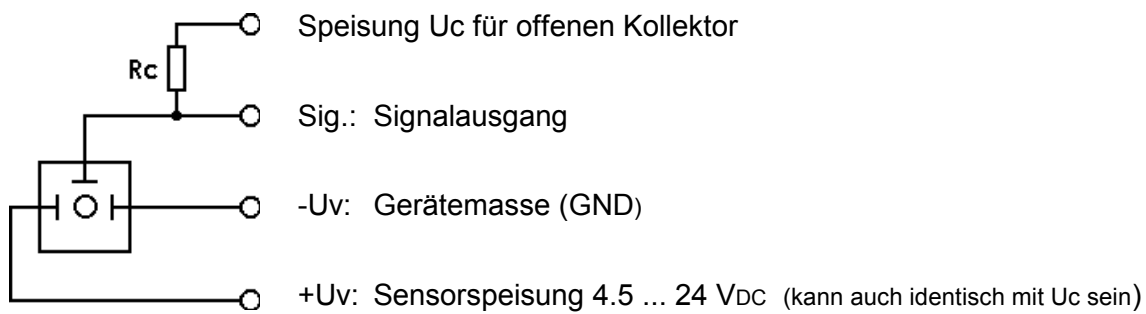 Speisung Uc für offenen Kollektor
Rc
Sig.: Signalausgang
-Uv: Gerätemasse (GND)
+Uv: Sensorspeisung 4.5 ... 24 VDC (kann auch identisch mit Uc sein)